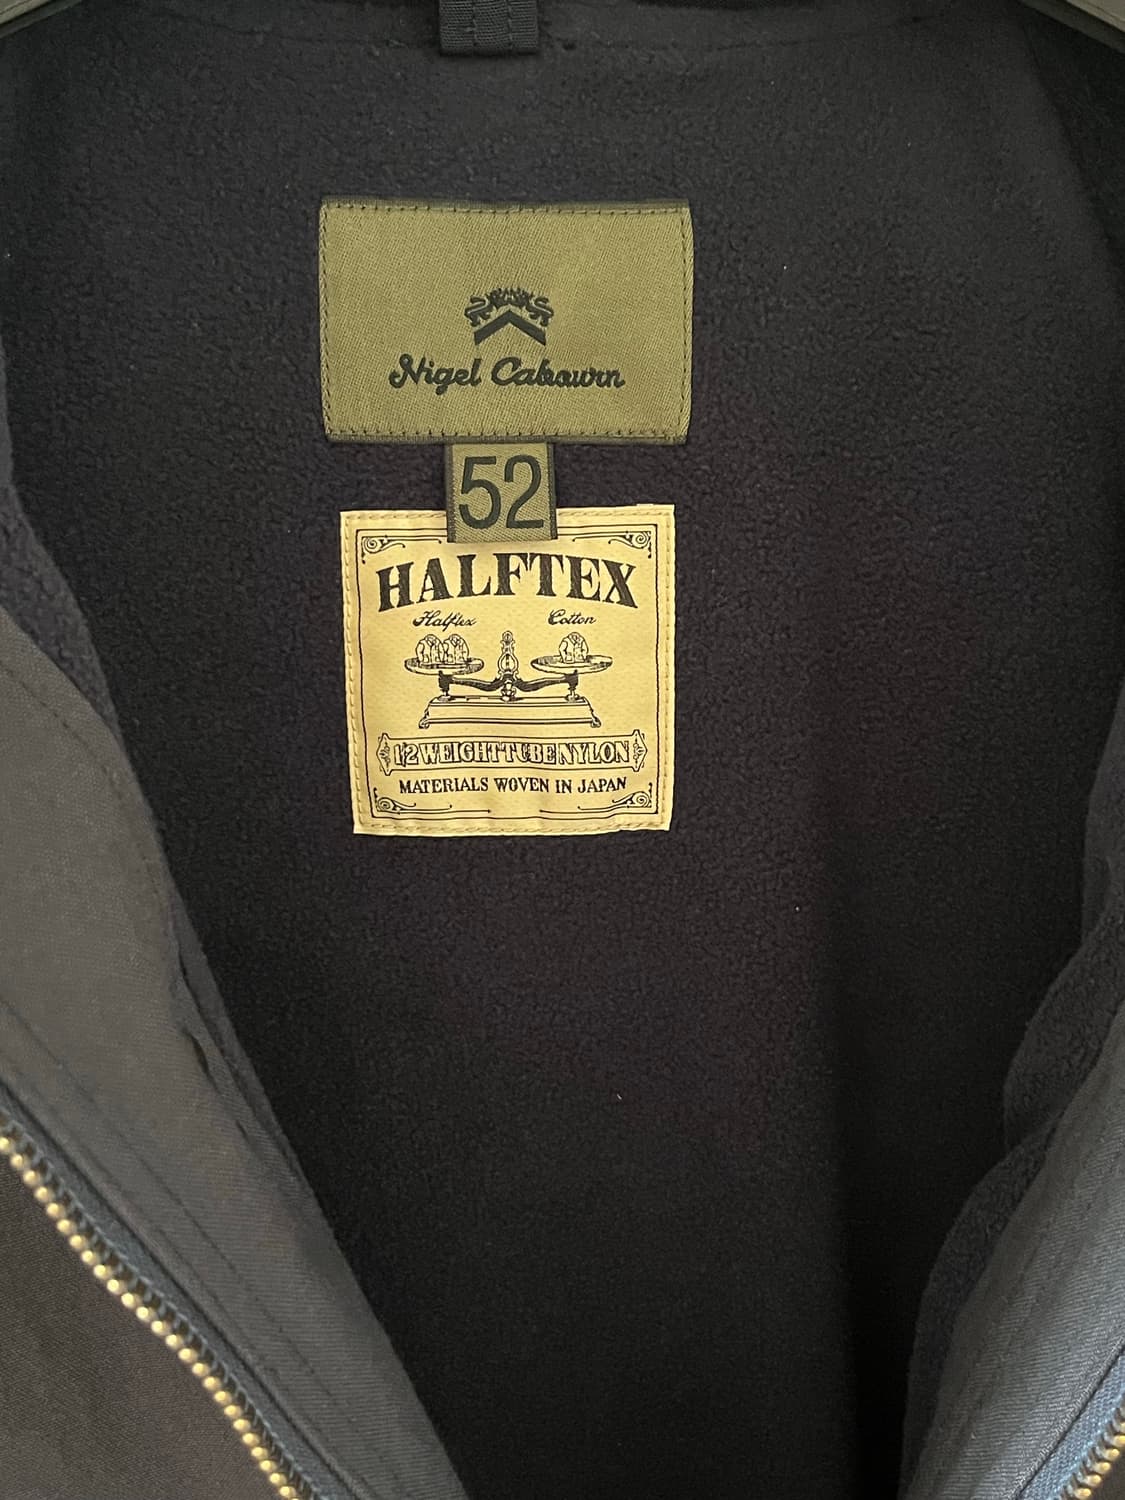 Nigel Cabourn
52
HALFTEX
Halftex Cotton
1/2 WEIGHT TUBE NYLON
MATERIALS WOVEN IN JAPAN